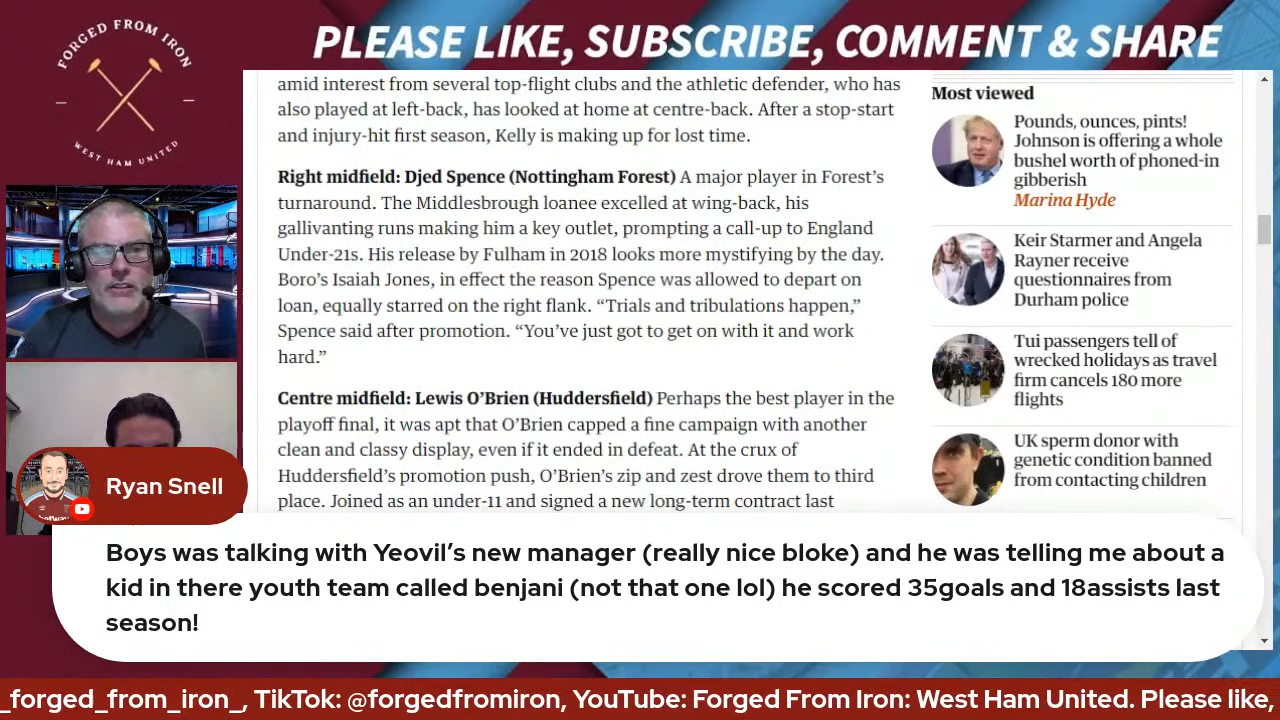 FORGED FROM IRON
WEST HAM UNITED
PLEASE LIKE, SUBSCRIBE, COMMENT & SHARE
amid interest from several top-flight clubs and the athletic defender, who has
also played at left-back, has looked at home at centre-back. After a stop-start
and injury-hit first season, Kelly is making up for lost time.
Right midfield: Djed Spence (Nottingham Forest) A major player in Forest’s
turnaround. The Middlesbrough loanee excelled at wing-back, his
gallivanting runs making him a key outlet, prompting a call-up to England
Under-21s. His release by Fulham in 2018 looks more mystifying by the day.
Boro’s Isaiah Jones, in effect the reason Spence was allowed to depart on
loan, equally starred on the right flank. “Trials and tribulations happen,”
Spence said after promotion. “You’ve just got to get on with it and work
hard.”
Centre midfield: Lewis O’Brien (Huddersfield) Perhaps the best player in the
playoff final, it was apt that O’Brien capped a fine campaign with another
clean and classy display, even if it ended in defeat. At the crux of
Huddersfield’s promotion push, O’Brien’s zip and zest drove them to third
place. Joined as an under-11 and signed a new long-term contract last
Most viewed
Pounds, ounces, pints!
Johnson is offering a whole
bushel worth of phoned-in
gibberish
Marina Hyde
Keir Starmer and Angela
Rayner receive
questionnaires from
Durham police
Tui passengers tell of
wrecked holidays as travel
firm cancels 180 more
flights
UK sperm donor with
genetic condition banned
from contacting children
betway
Ryan Snell
Boys was talking with Yeovil’s new manager (really nice bloke) and he was telling me about a
kid in there youth team called benjani (not that one lol) he scored 35goals and 18assists last
season!
_forged_from_iron_, TikTok: @forgedfromiron, YouTube: Forged From Iron: West Ham United. Please like,